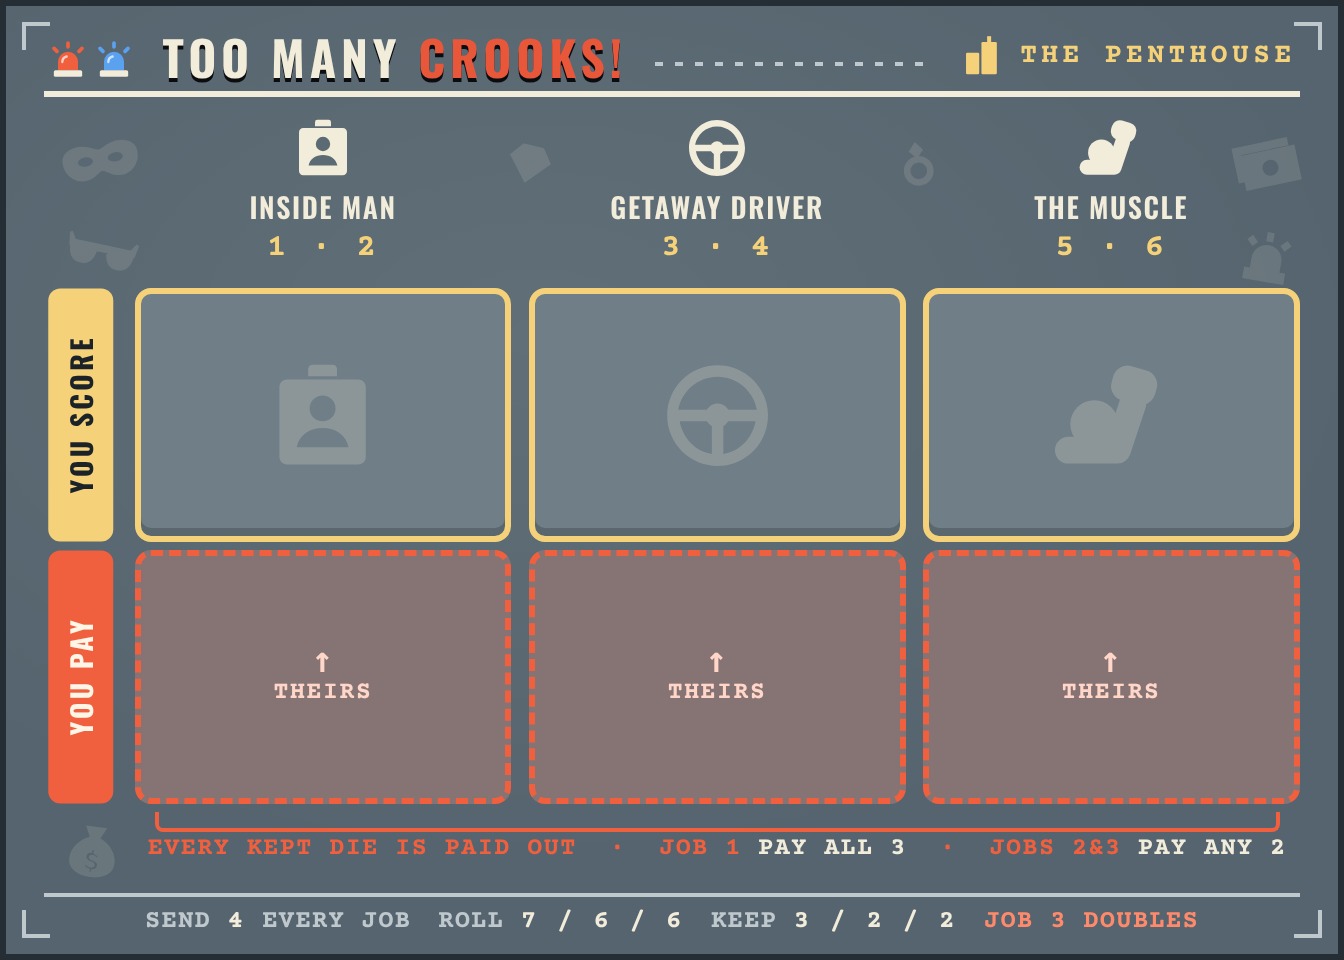 TOO MANY CROOKS!
THE PENTHOUSE
INSIDE MAN
1 · 2
GETAWAY DRIVER
3 · 4
THE MUSCLE
5 · 6
YOU SCORE
YOU PAY
↑
THEIRS
↑
THEIRS
↑
THEIRS
$
EVERY KEPT DIE IS PAID OUT · JOB 1 PAY ALL 3 · JOBS 2&3 PAY ANY 2
SEND 4 EVERY JOB ROLL 7 / 6 / 6 KEEP 3 / 2 / 2 JOB 3 DOUBLES